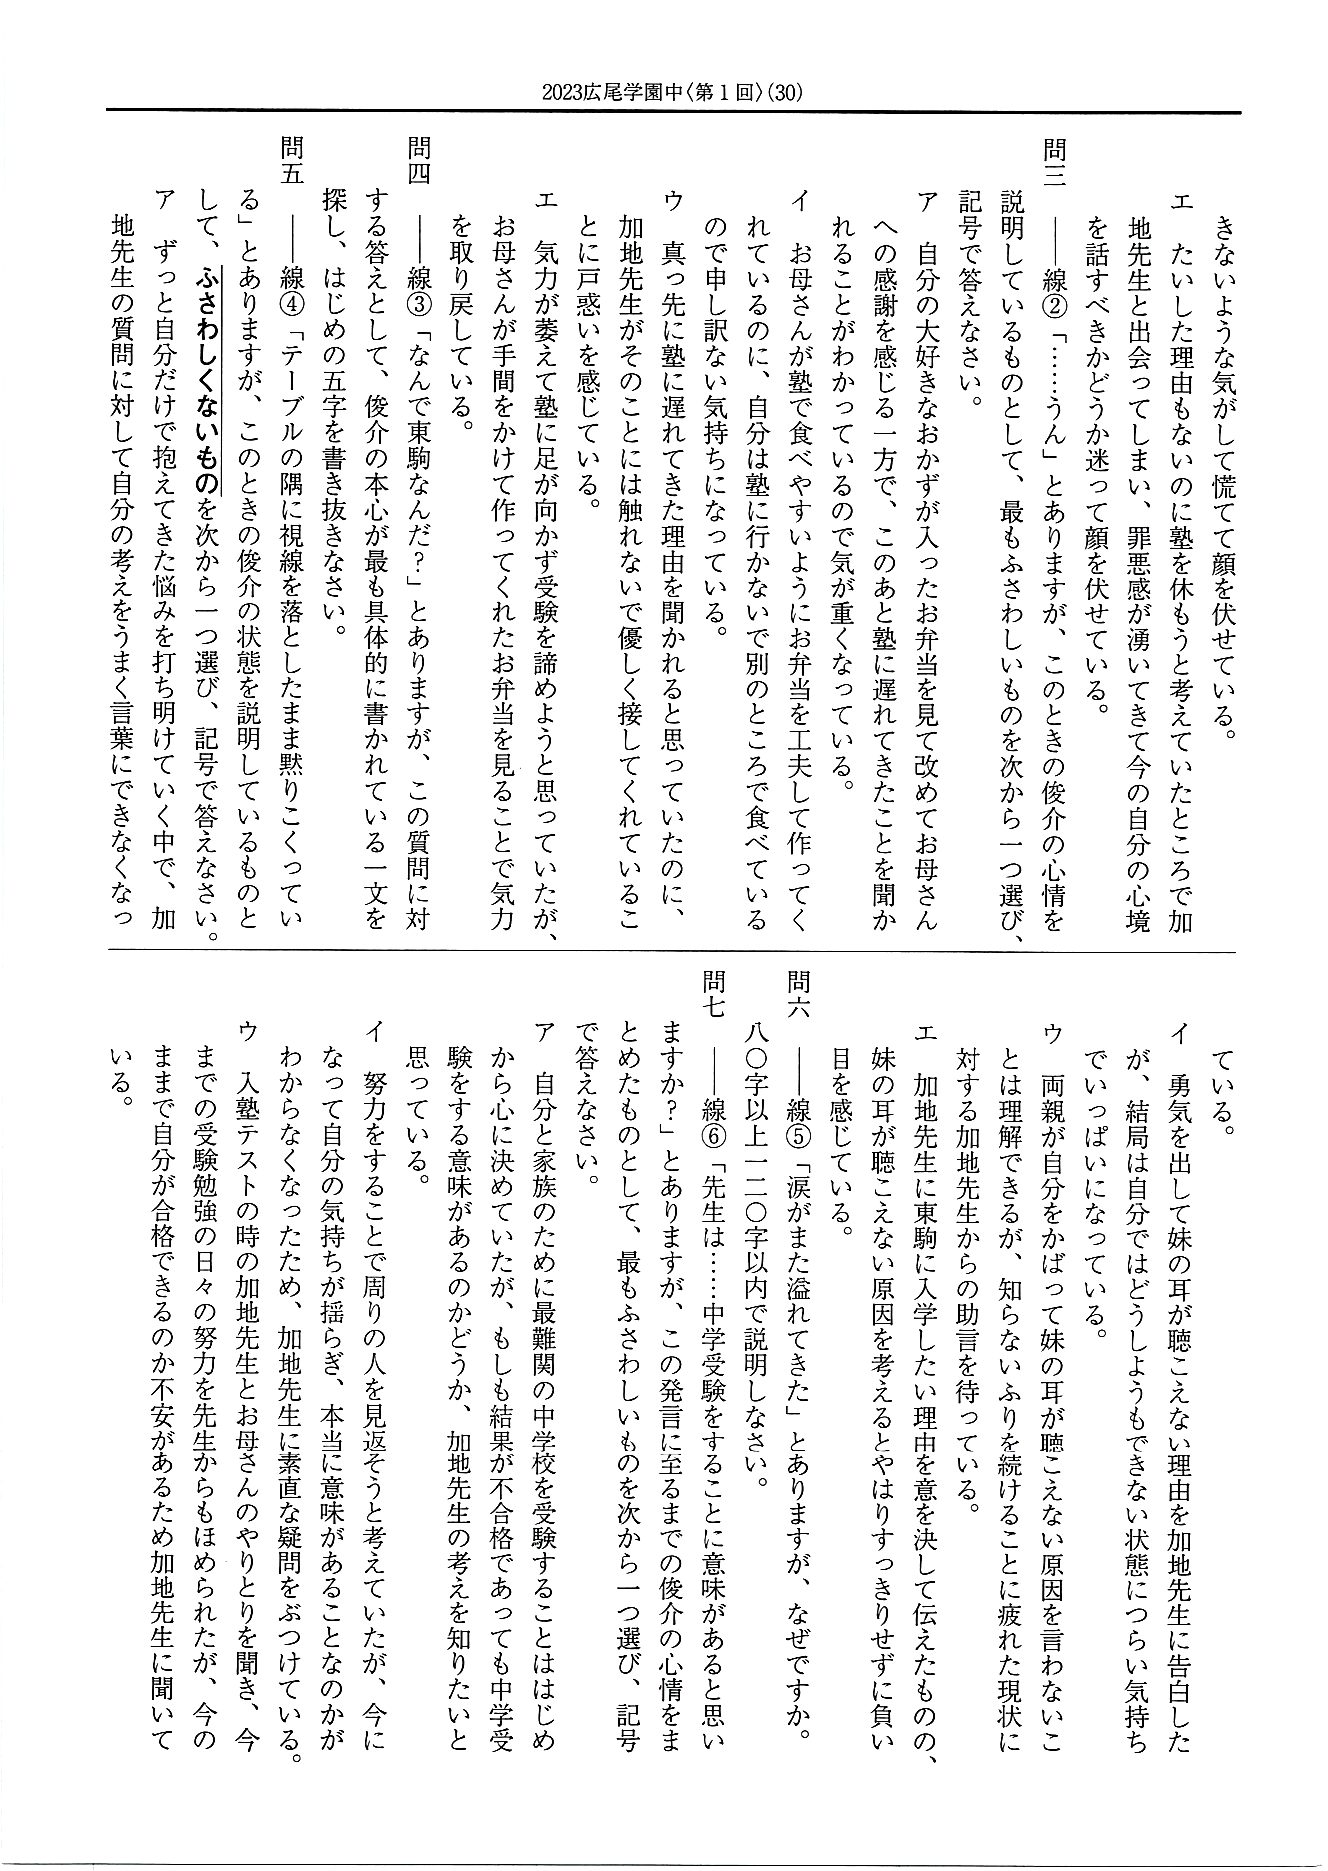 2023広尾学園中〈第1回〉(30)
きないような気がして慌てて顔を伏せている。
エ　たいした理由もないのに塾を休もうと考えていたところで加
地先生と出会ってしまい、罪悪感が湧いてきて今の自分の心境
を話すべきかどうか迷って顔を伏せている。
問三　――線②「……うん」とありますが、このときの俊介の心情を
説明しているものとして、最もふさわしいものを次から一つ選び、
記号で答えなさい。
ア　自分の大好きなおかずが入ったお弁当を見て改めてお母さん
への感謝を感じる一方で、このあと塾に遅れてきたことを聞か
れることがわかっているので気が重くなっている。
イ　お母さんが塾で食べやすいようにお弁当を工夫して作ってく
れているのに、自分は塾に行かないで別のところで食べている
ので申し訳ない気持ちになっている。
ウ　真っ先に塾に遅れてきた理由を聞かれると思っていたのに、
加地先生がそのことには触れないで優しく接してくれているこ
とに戸惑いを感じている。
エ　気力が萎えて塾に足が向かず受験を諦めようと思っていたが、
お母さんが手間をかけて作ってくれたお弁当を見ることで気力
を取り戻している。
問四　――線③「なんで東駒なんだ？」とありますが、この質問に対
する答えとして、俊介の本心が最も具体的に書かれている一文を
探し、はじめの五字を書き抜きなさい。
問五　――線④「テーブルの隅に視線を落としたまま黙りこくってい
る」とありますが、このときの俊介の状態を説明しているものと
して、ふさわしくないものを次から一つ選び、記号で答えなさい。
ア　ずっと自分だけで抱えてきた悩みを打ち明けていく中で、加
地先生の質問に対して自分の考えをうまく言葉にできなくなっ
ている。
イ　勇気を出して妹の耳が聴こえない理由を加地先生に告白した
が、結局は自分ではどうしようもできない状態につらい気持ち
でいっぱいになっている。
ウ　両親が自分をかばって妹の耳が聴こえない原因を言わないこ
とは理解できるが、知らないふりを続けることに疲れた現状に
対する加地先生からの助言を待っている。
エ　加地先生に東駒に入学したい理由を意を決して伝えたものの、
妹の耳が聴こえない原因を考えるとやはりすっきりせずに負い
目を感じている。
問六　――線⑤「涙がまた溢れてきた」とありますが、なぜですか。
八〇字以上一二〇字以内で説明しなさい。
問七　――線⑥「先生は……中学受験をすることに意味があると思い
ますか？」とありますが、この発言に至るまでの俊介の心情をま
とめたものとして、最もふさわしいものを次から一つ選び、記号
で答えなさい。
ア　自分と家族のために最難関の中学校を受験することははじめ
から心に決めていたが、もしも結果が不合格であっても中学受
験をする意味があるのかどうか、加地先生の考えを知りたいと
思っている。
イ　努力をすることで周りの人を見返そうと考えていたが、今に
なって自分の気持ちが揺らぎ、本当に意味があることなのかが
わからなくなったため、加地先生に素直な疑問をぶつけている。
ウ　入塾テストの時の加地先生とお母さんのやりとりを聞き、今
までの受験勉強の日々の努力を先生からもほめられたが、今の
ままで自分が合格できるのか不安があるため加地先生に聞いて
いる。